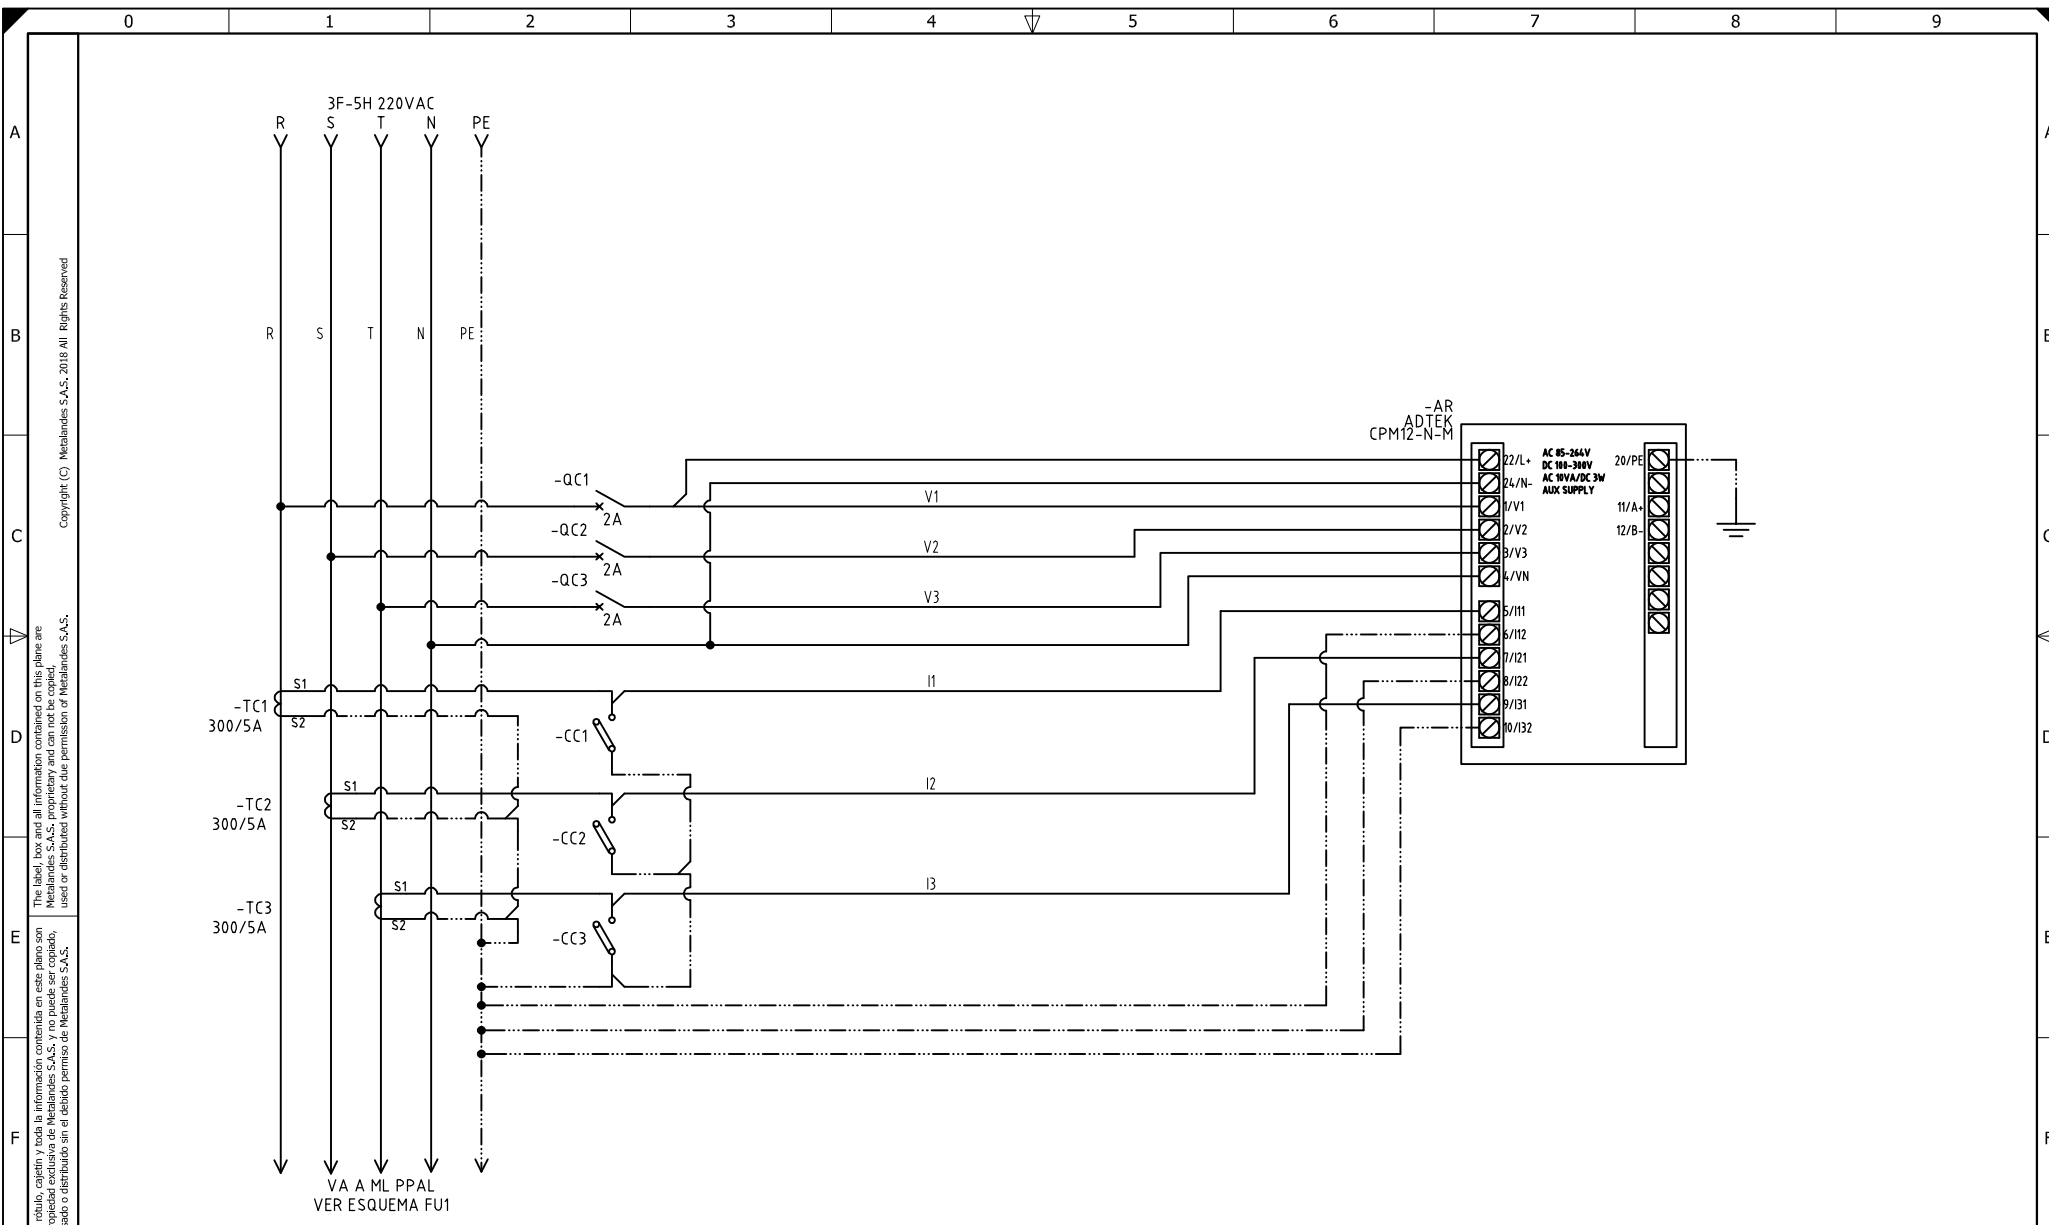 0 1 2 3 4 5 6 7 8 9
A
B
C
D
E
F
Copyright (C) Metalandes S.A.S. 2018 All Rights Reserved
The label, box and all information contained on this plane are
Metalandes S.A.S. proprietary and can not be copied,
used or distributed without due permission of Metalandes S.A.S.
rótulo, cajetín y toda la información contenida en este plano son
exclusiva de Metalandes S.A.S. y no puede ser copiado,
o distribuido sin el debido permiso de Metalandes S.A.S.
3F-5H 220VAC
R S T N PE
R S T N PE
-QC1
2A
-QC2
2A
-QC3
2A
V1
V2
V3
-TC1
300/5A
S1
S2
-TC2
300/5A
S1
S2
-TC3
300/5A
S1
S2
-CC1
-CC2
-CC3
I1
I2
I3
-AR
ADTEK
CPM12-N-M
22/L+
24/N-
1/V1
2/V2
3/V3
4/VN
5/I11
6/I12
7/I21
8/I22
9/I31
10/I32
AC 85-264V
DC 100-300V
AC 10VA/DC 3W
AUX SUPPLY
20/PE
11/A+
12/B-
VA A ML PPAL
VER ESQUEMA FU1